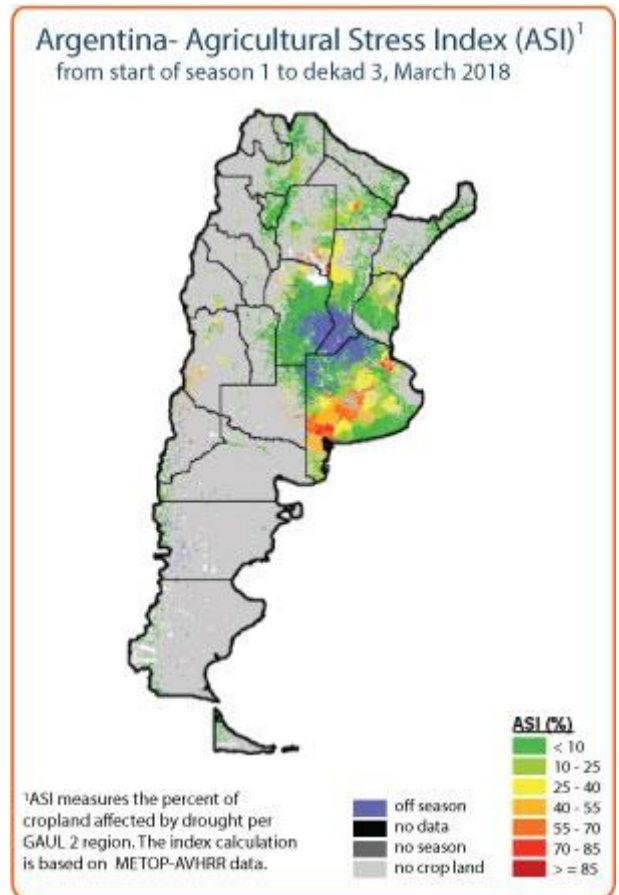 Argentina- Agricultural Stress Index (ASI)1
from start of season 1 to dekad 3, March 2018
ASI (%)
< 10
10 - 25
25 - 40
40 - 55
55 - 70
70 - 85
> = 85
off season
no data
no season
no crop land
1ASI measures the percent of
cropland affected by drought per
GAUL 2 region. The index calculation
is based on METOP-AVHRR data.